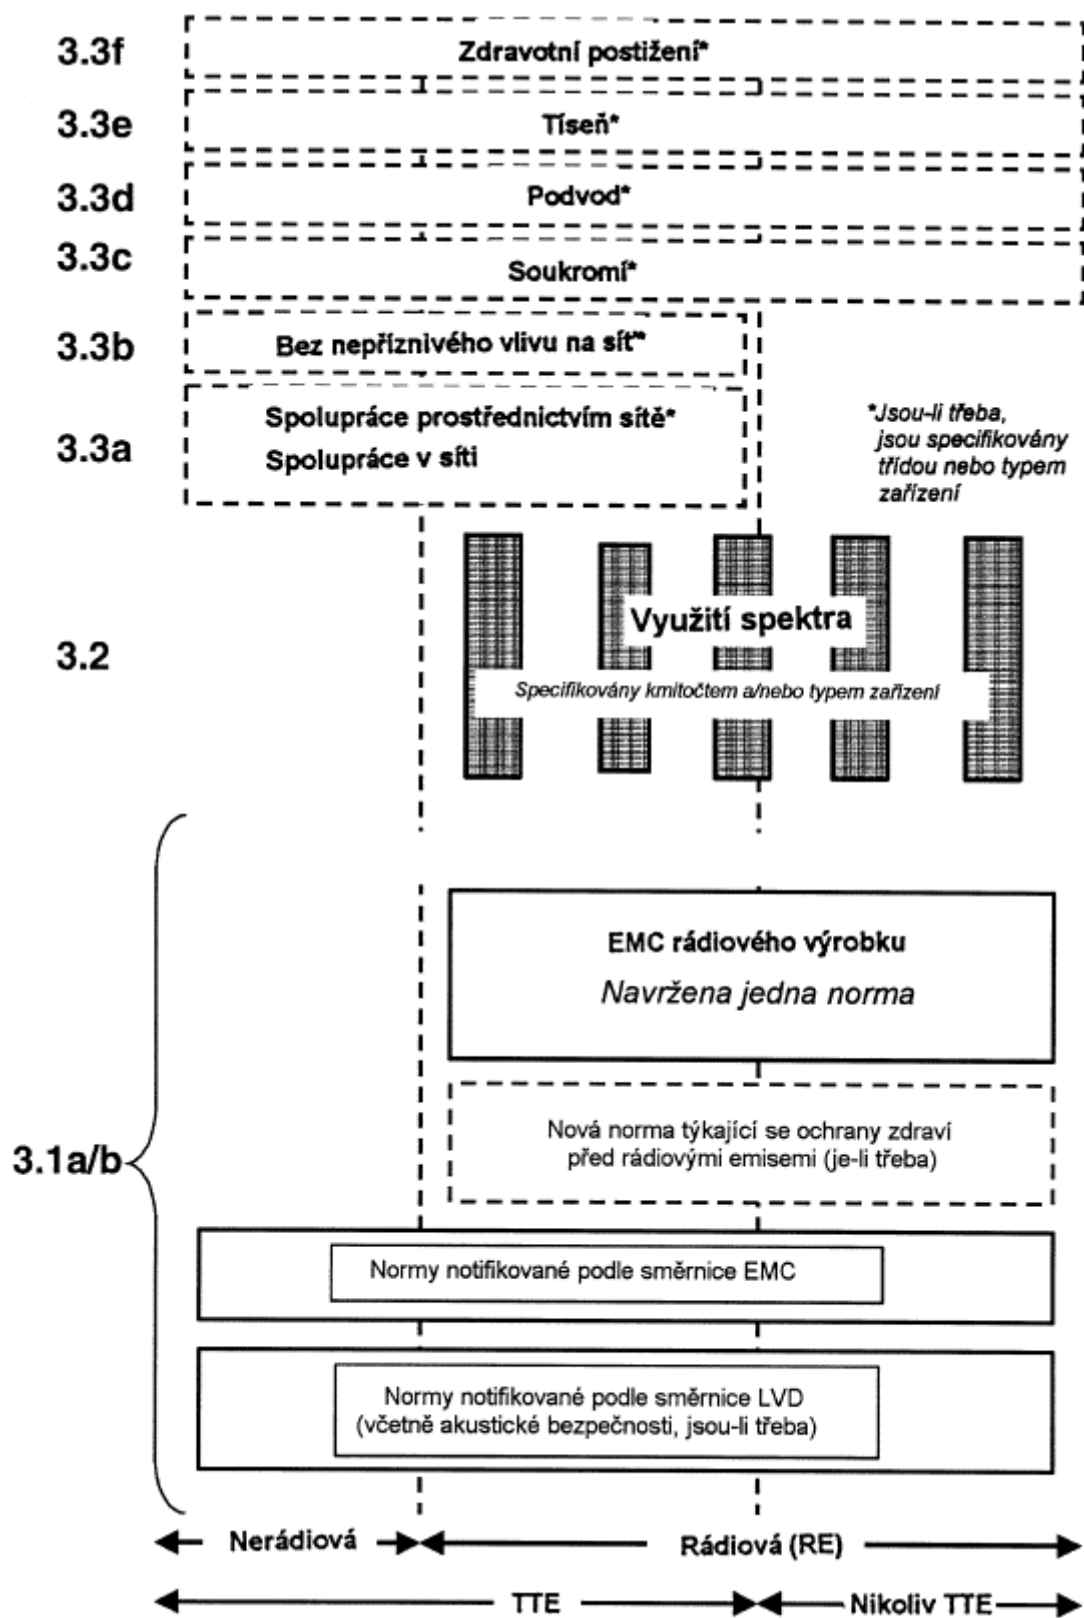 3.3f
Zdravotní postižení*
3.3e
Tíseň*
3.3d
Podvod*
3.3c
Soukromí*
3.3b
Bez nepříznivého vlivu na síť*
3.3a
Spolupráce prostřednictvím sítě*
Spolupráce v síti
*Jsou-li třeba,
jsou specifikovány
třídou nebo typem
zařízení
3.2
Využití spektra
Specifikovány kmitočtem a/nebo typem zařízení
3.1a/b
EMC rádiového výrobku
Navržena jedna norma
Nová norma týkající se ochrany zdraví
před rádiovými emisemi (je-li třeba)
Normy notifikované podle směrnice EMC
Normy notifikované podle směrnice LVD
(včetně akustické bezpečnosti, jsou-li třeba)
Nerádiová
Rádiová (RE)
TTE
Nikoliv TTE